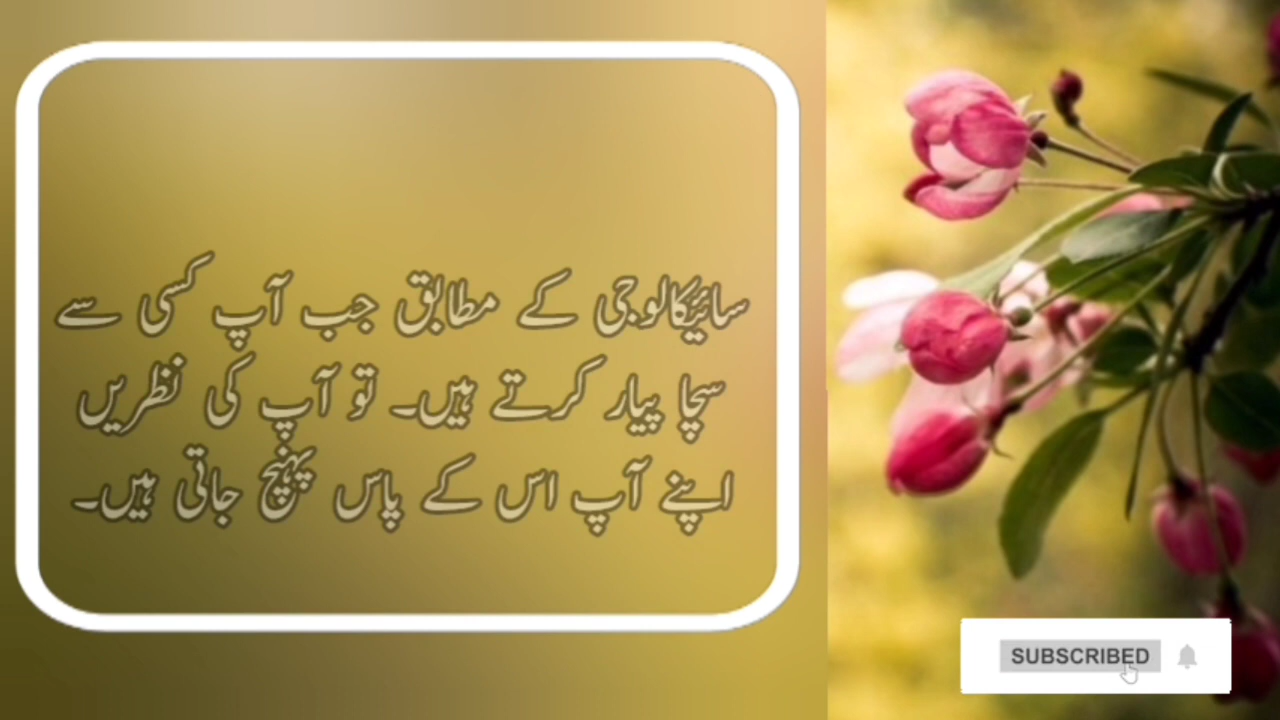 سائیکالوجی کے مطابق جب آپ کسی سے
سچا پیار کرتے ہیں۔ تو آپ کی نظریں
اپنے آپ اس کے پاس پہنچ جاتی ہیں۔
SUBSCRIBED